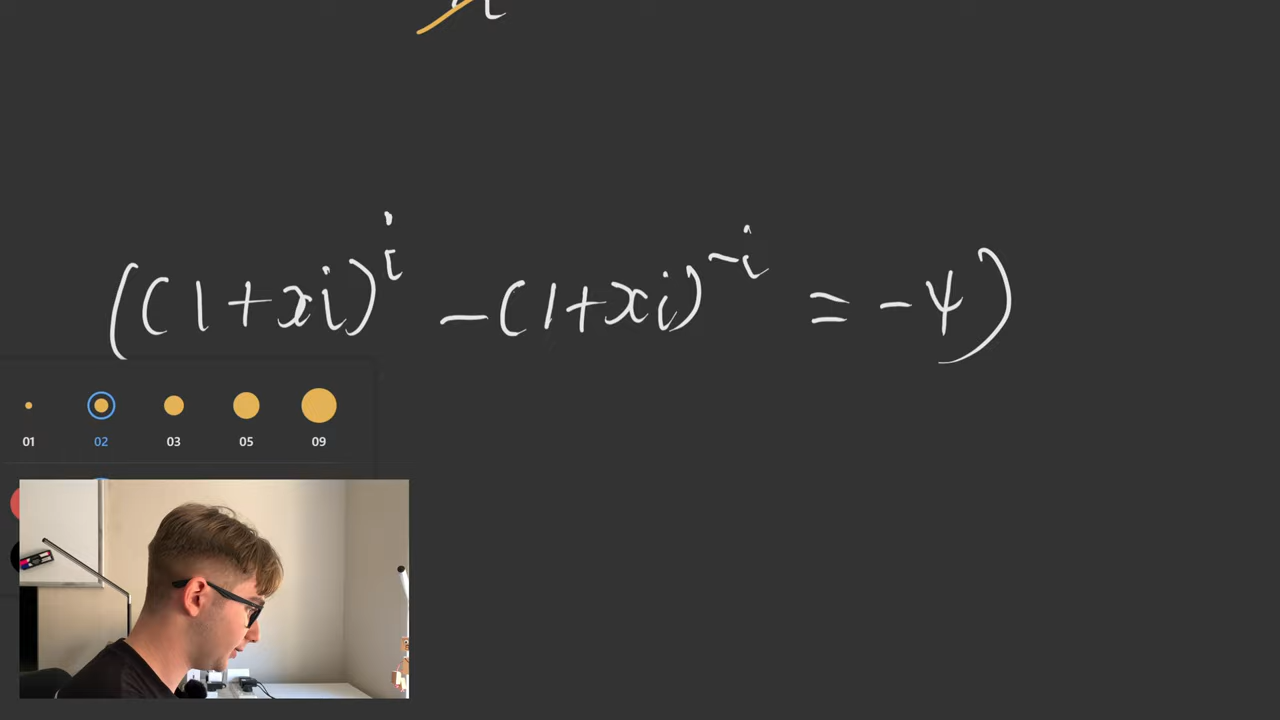 ((1+xi)^i -(1+xi)^-i = -4)
01 02 03 05 09